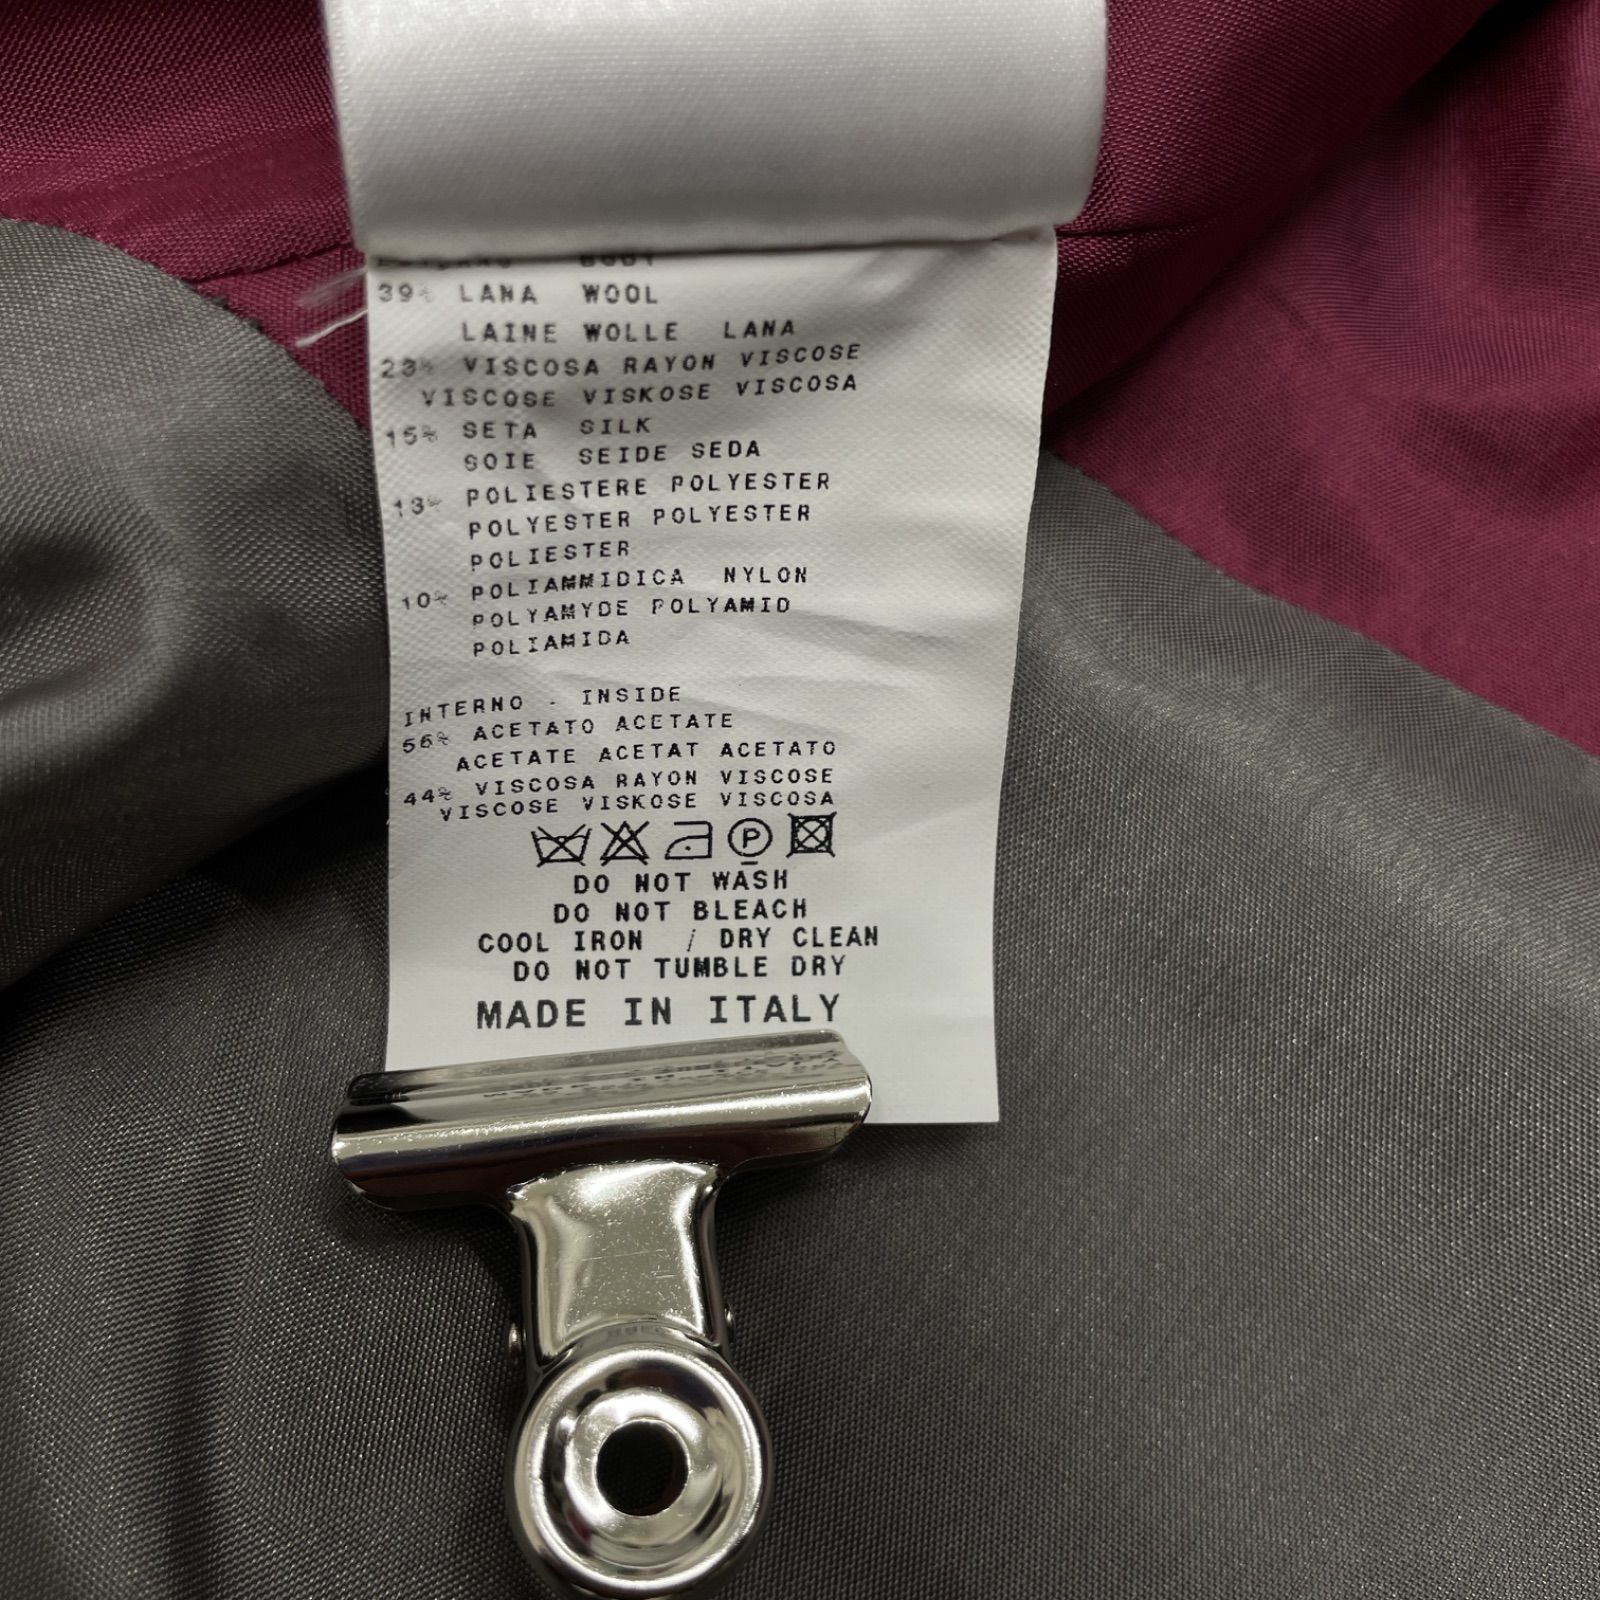 BODY
39% LANA WOOL
LAINE WOLLE LANA
23% VISCOSA RAYON VISCOSE
VISCOSE VISKOSE VISCOSA
15% SETA SILK
SOIE SEIDE SEDA
13% POLIESTERE POLYESTER
POLYESTER POLYESTER
POLIESTER
10% POLIAMMIDICA NYLON
POLYAMYDE POLYAMID
POLIAMIDA
INTERNO . INSIDE
56% ACETATO ACETATE
ACETATE ACETAT ACETATO
44% VISCOSA RAYON VISCOSE
VISCOSE VISKOSE VISCOSA
P
DO NOT WASH
DO NOT BLEACH
COOL IRON / DRY CLEAN
DO NOT TUMBLE DRY
MADE IN ITALY